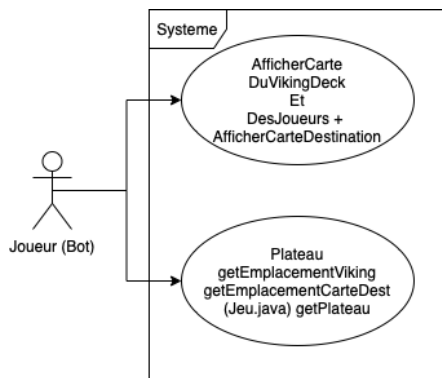 Systeme
AfficherCarte
DuVikingDeck
Et
DesJoueurs +
AfficherCarteDestination
Joueur (Bot)
Plateau
getEmplacementViking
getEmplacementCarteDest
(Jeu.java) getPlateau